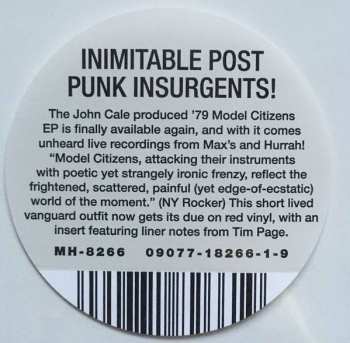 INIMITABLE POST
PUNK INSURGENTS!
The John Cale produced '79 Model Citizens
EP is finally available again, and with it comes
unheard live recordings from Max's and Hurrah!
"Model Citizens, attacking their instruments
with poetic yet strangely ironic frenzy, reflect the
frightened, scattered, painful (yet edge-of-ecstatic)
world of the moment." (NY Rocker) This short lived
vanguard outfit now gets its due on red vinyl, with an
insert featuring liner notes from Tim Page.
MH-8266 09077-18266-1-9